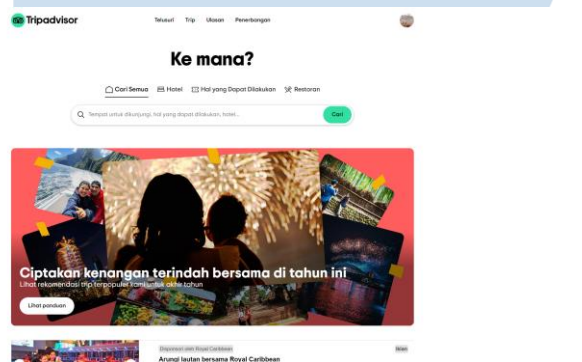 Tripadvisor
Telusuri Trip Ulasan Penerbangan
Ke mana?
Cari Semua Hotel Hal yang Dapat Dilakukan Restoran
Tempat untuk dikunjungi, hal yang dapat dilakukan, hotel...
Cari
Ciptakan kenangan terindah bersama di tahun ini
Lihat rekomendasi trip terpopuler kami untuk akhir tahun
Lihat panduan
Disponsori oleh Royal Caribbean
Iklan
Arungi lautan bersama Royal Caribbean